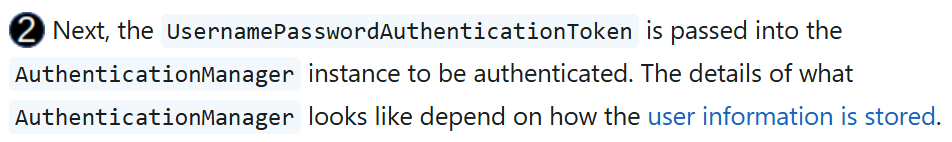 2 Next, the UsernamePasswordAuthenticationToken is passed into the
AuthenticationManager instance to be authenticated. The details of what
AuthenticationManager looks like depend on how the user information is stored.